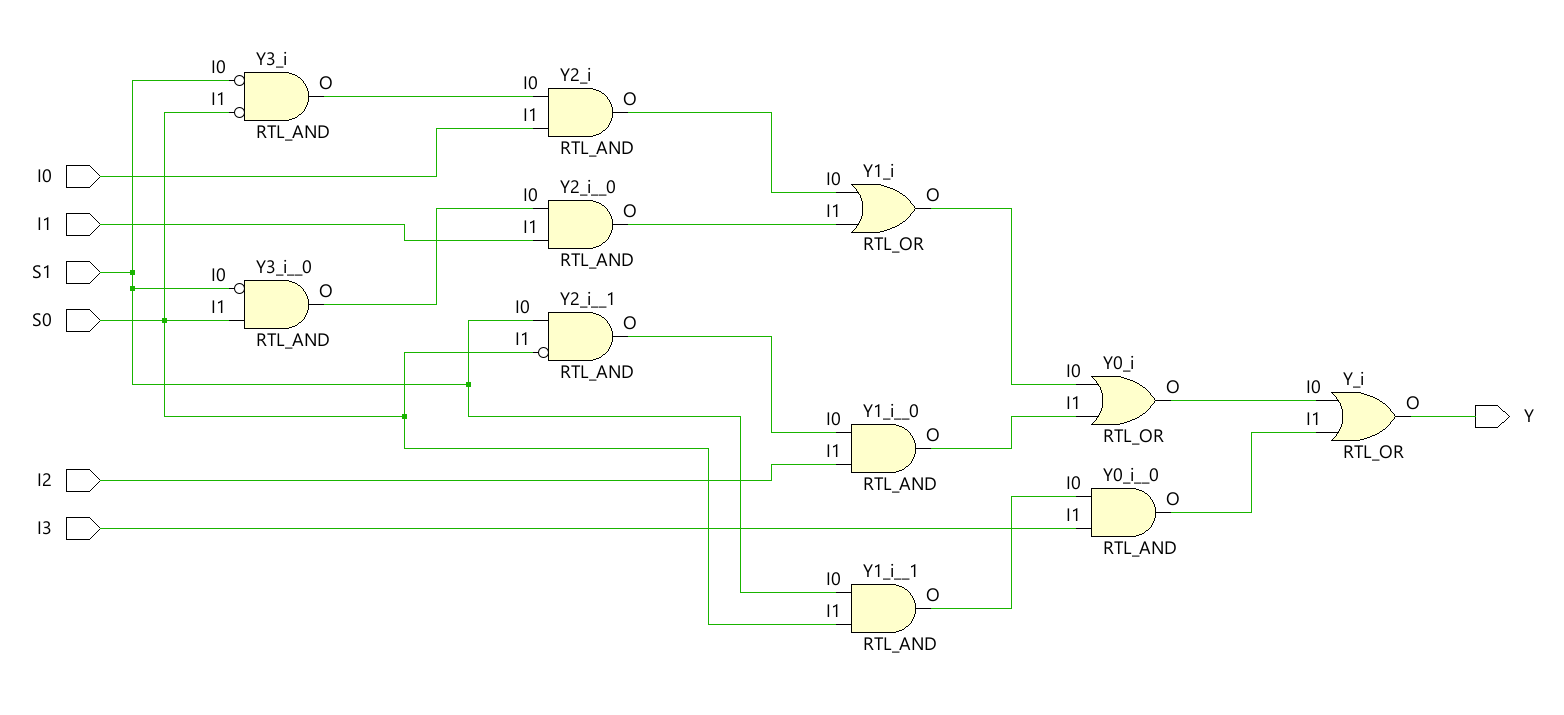 Y3_i
I0
O
I1
RTL_AND
Y2_i
I0
O
I1
RTL_AND
I0
I1
S1
S0
Y2_i__0
I0
O
I1
RTL_AND
Y1_i
I0
O
I1
RTL_OR
Y3_i__0
I0
O
I1
RTL_AND
Y2_i__1
I0
O
I1
RTL_AND
Y0_i
I0
O
I1
RTL_OR
Y_i
I0
O
I1
RTL_OR
Y
Y1_i__0
I0
O
I1
RTL_AND
I2
I3
Y0_i__0
I0
O
I1
RTL_AND
Y1_i__1
I0
O
I1
RTL_AND